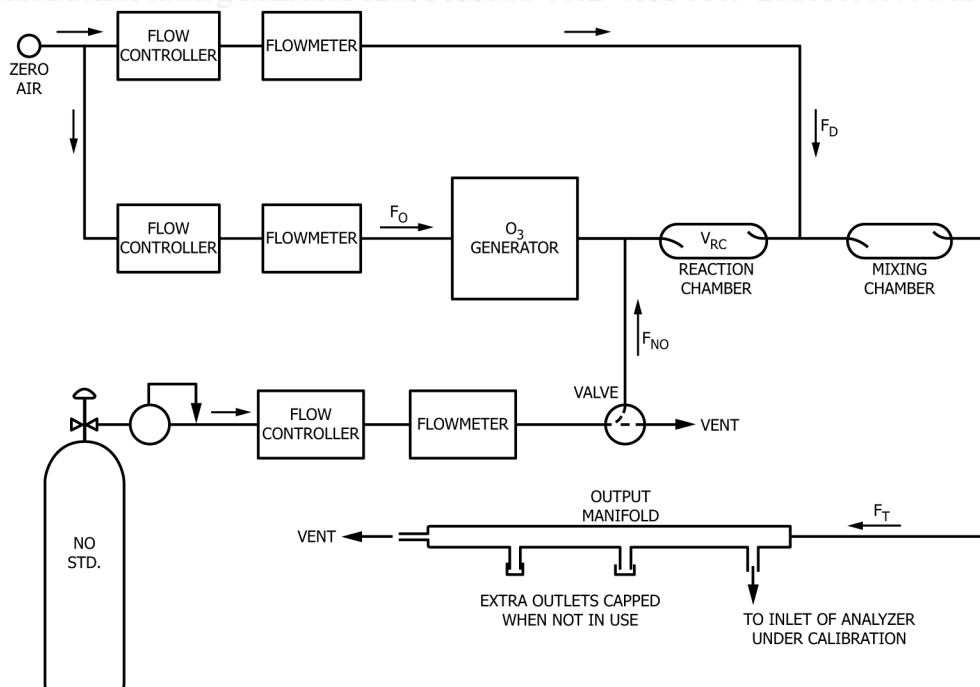 FLOW
CONTROLLER
FLOWMETER
ZERO
AIR
F_D
FLOW
CONTROLLER
FLOWMETER
F_O
O_3
GENERATOR
V_RC
REACTION
CHAMBER
MIXING
CHAMBER
F_NO
VALVE
FLOW
CONTROLLER
FLOWMETER
VENT
NO
STD.
OUTPUT
MANIFOLD
F_T
VENT
EXTRA OUTLETS CAPPED
WHEN NOT IN USE
TO INLET OF ANALYZER
UNDER CALIBRATION